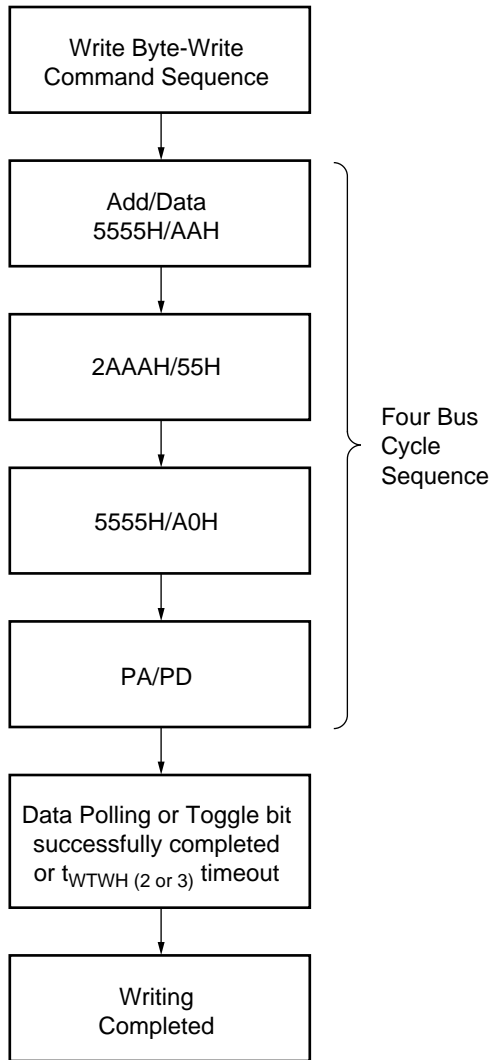 Write Byte-Write
Command Sequence
Add/Data
5555H/AAH
2AAAH/55H
5555H/A0H
PA/PD
Four Bus
Cycle
Sequence
Data Polling or Toggle bit
successfully completed
or tWTWH (2 or 3) timeout
Writing
Completed